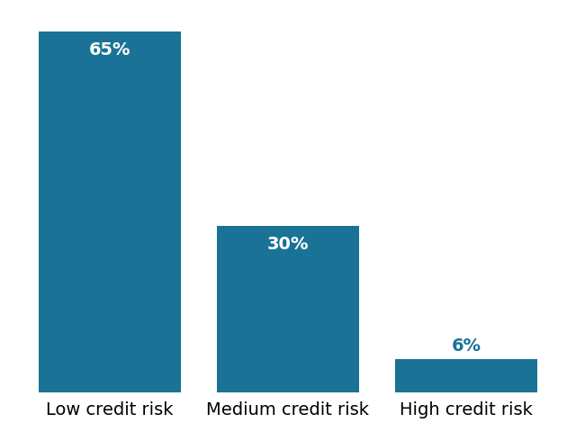 65%
30%
6%
Low credit risk
Medium credit risk
High credit risk